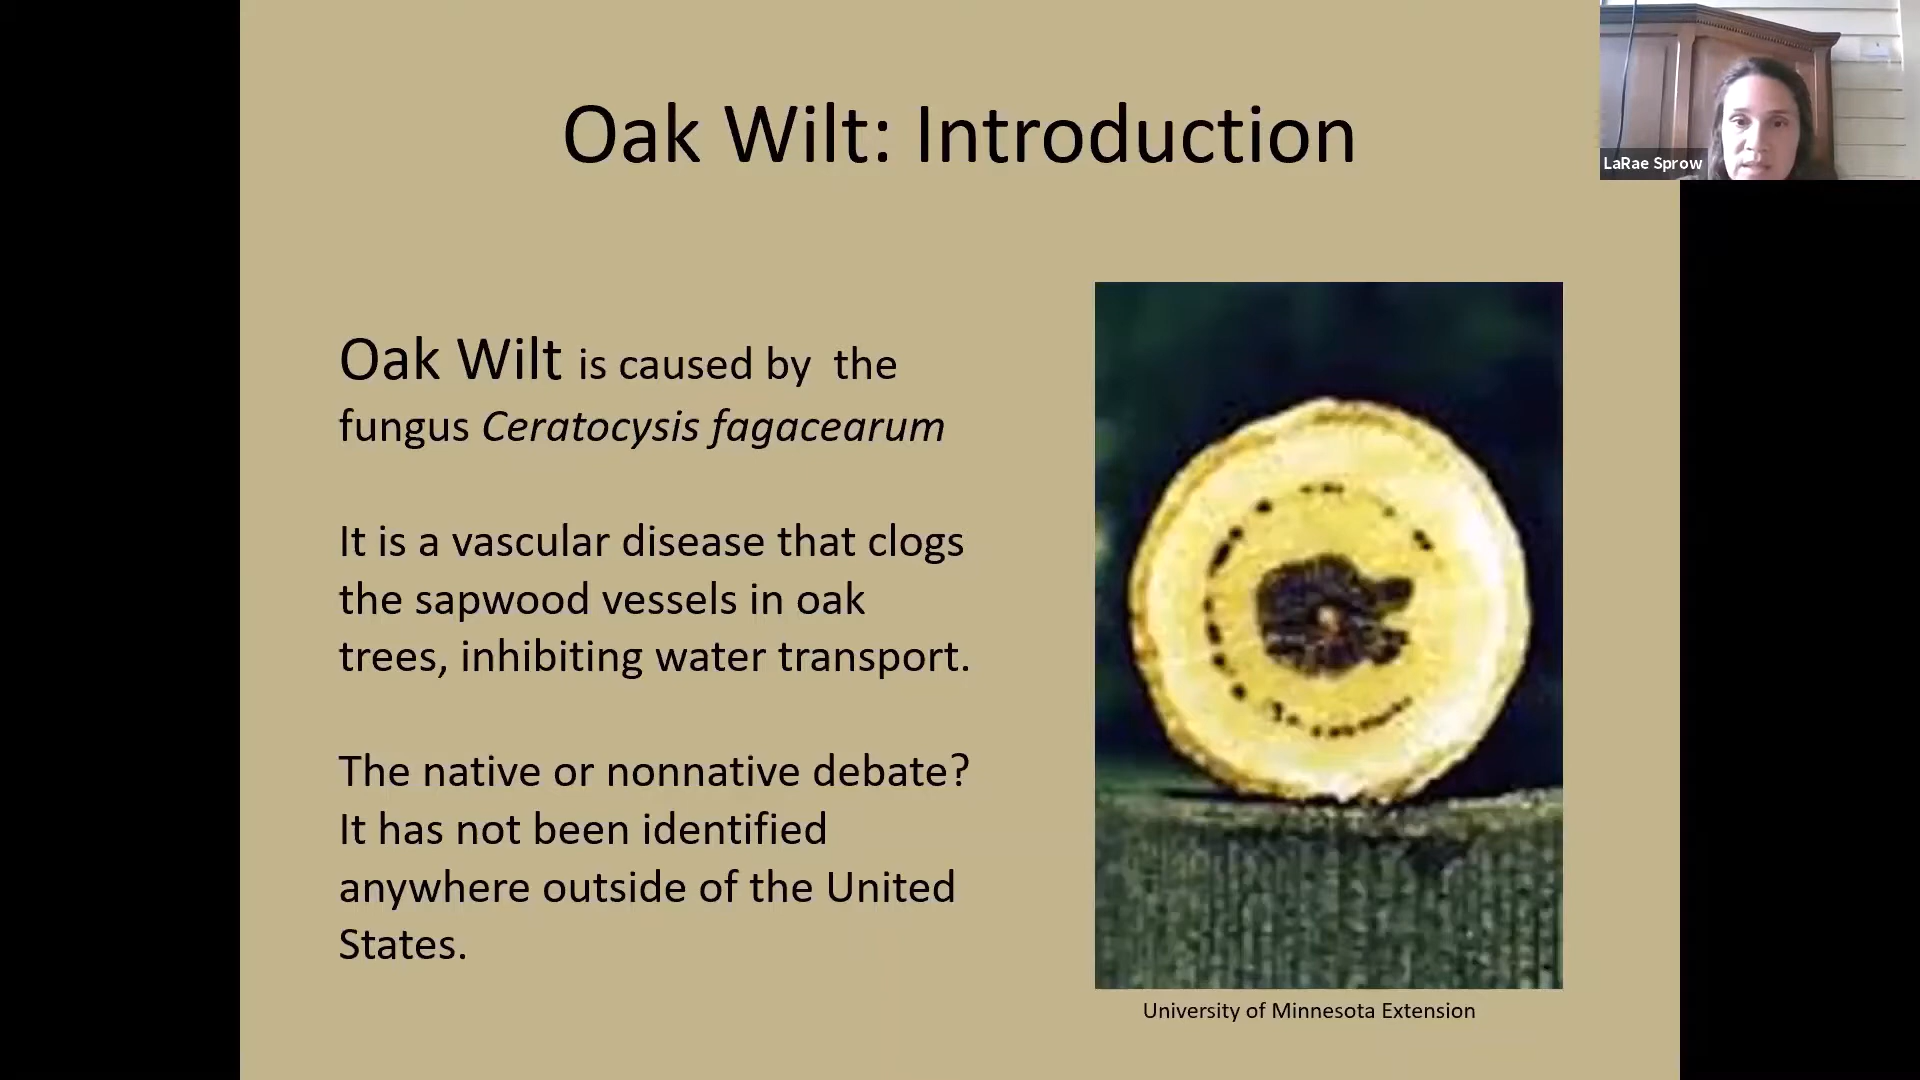 Oak Wilt: Introduction
LaRae Sprow
Oak Wilt is caused by the
fungus Ceratocysis fagacearum
It is a vascular disease that clogs
the sapwood vessels in oak
trees, inhibiting water transport.
The native or nonnative debate?
It has not been identified
anywhere outside of the United
States.
University of Minnesota Extension